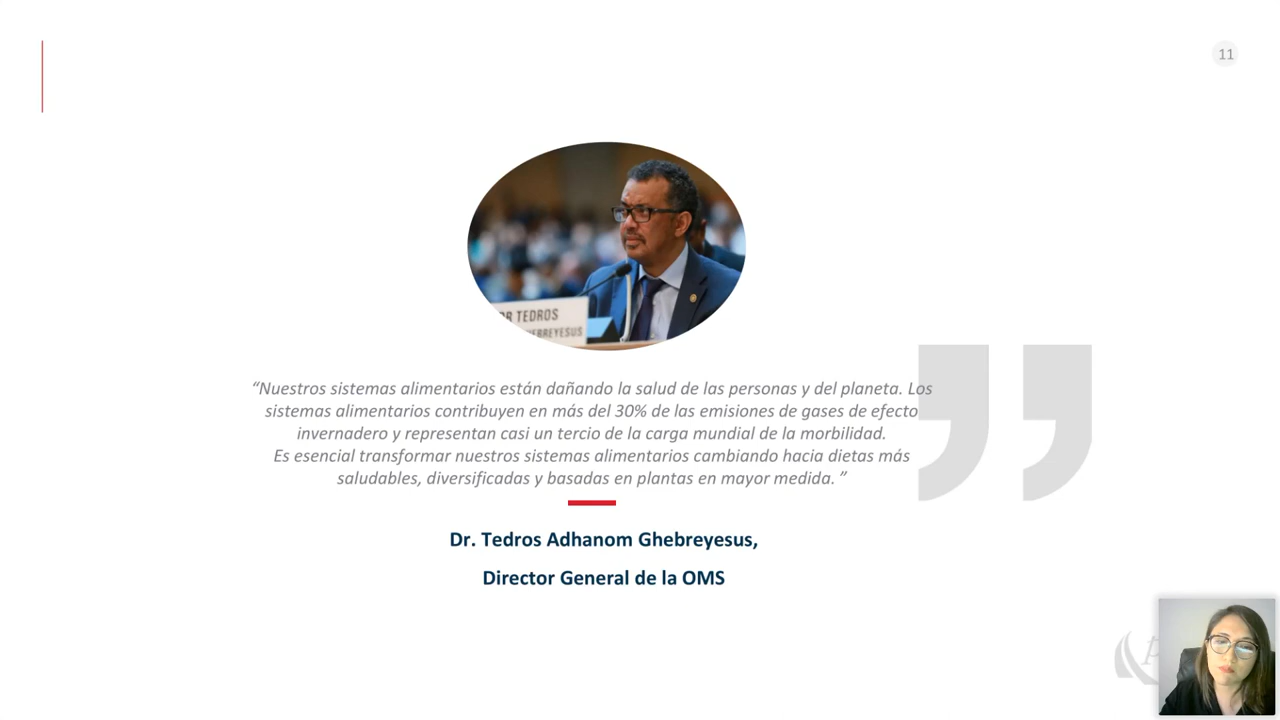 11
DR TEDROS
GHEBREYESUS
“Nuestros sistemas alimentarios están dañando la salud de las personas y del planeta. Los
sistemas alimentarios contribuyen en más del 30% de las emisiones de gases de efecto
invernadero y representan casi un tercio de la carga mundial de la morbilidad.
Es esencial transformar nuestros sistemas alimentarios cambiando hacia dietas más
saludables, diversificadas y basadas en plantas en mayor medida. ”
Dr. Tedros Adhanom Ghebreyesus,
Director General de la OMS